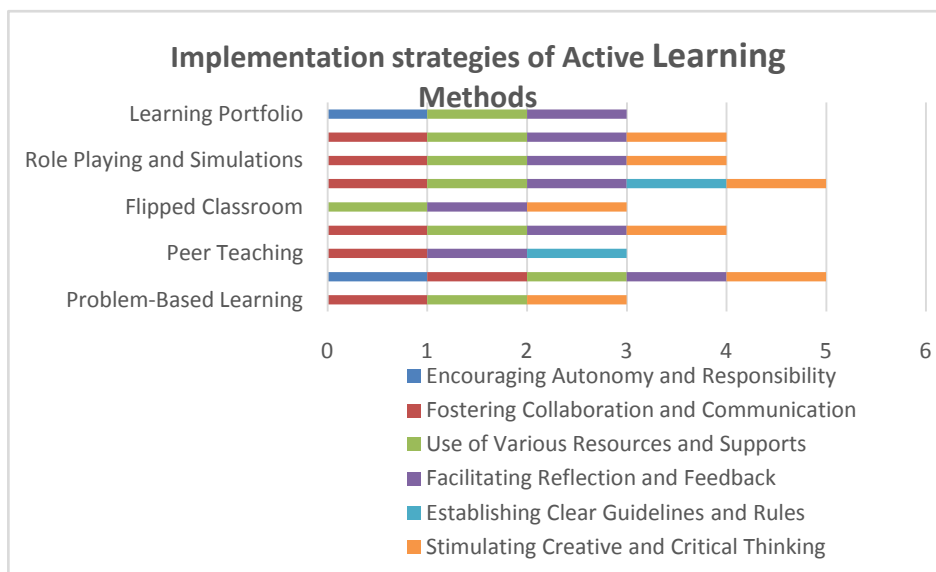 Implementation strategies of Active Learning
Methods
Learning Portfolio
Role Playing and Simulations
Flipped Classroom
Peer Teaching
Problem-Based Learning
0 1 2 3 4 5 6
Encouraging Autonomy and Responsibility
Fostering Collaboration and Communication
Use of Various Resources and Supports
Facilitating Reflection and Feedback
Establishing Clear Guidelines and Rules
Stimulating Creative and Critical Thinking